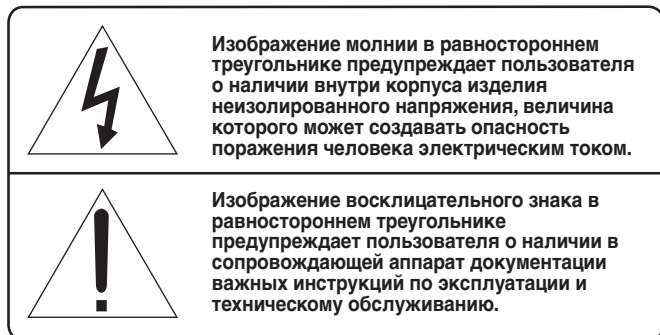 Изображение молнии в равностороннем
треугольнике предупреждает пользователя
о наличии внутри корпуса изделия
неизолированного напряжения, величина
которого может создавать опасность
поражения человека электрическим током.
Изображение восклицательного знака в
равностороннем треугольнике
предупреждает пользователя о наличии в
сопровождающей аппарат документации
важных инструкций по эксплуатации и
техническому обслуживанию.